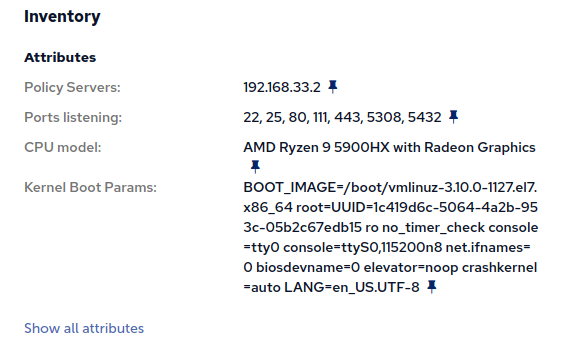 Inventory
Attributes
Policy Servers: 192.168.33.2
Ports listening: 22, 25, 80, 111, 443, 5308, 5432
CPU model: AMD Ryzen 9 5900HX with Radeon Graphics
Kernel Boot Params: BOOT_IMAGE=/boot/vmlinuz-3.10.0-1127.el7.
x86_64 root=UUID=1c419d6c-5064-4a2b-95
3c-05b2c67edb15 ro no_timer_check console
=tty0 console=ttyS0,115200n8 net.ifnames=
0 biosdevname=0 elevator=noop crashkernel
=auto LANG=en_US.UTF-8
Show all attributes